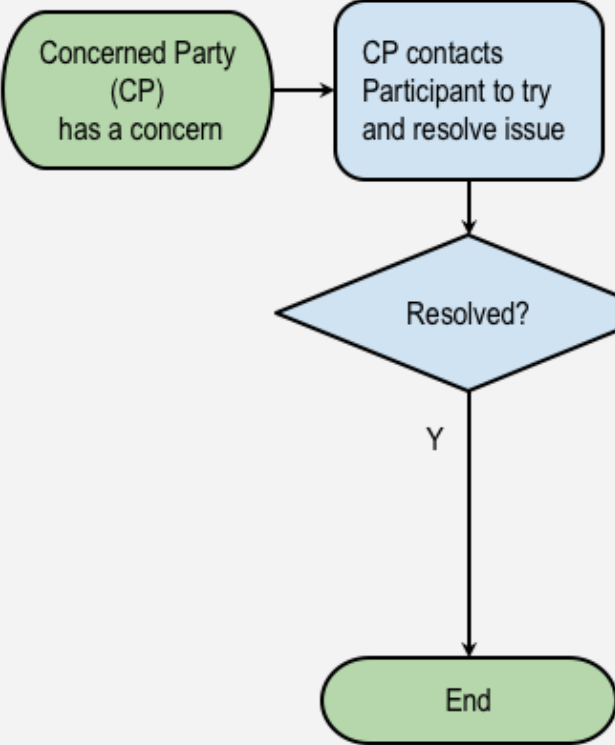 Concerned Party
(CP)
has a concern
CP contacts
Participant to try
and resolve issue
Resolved?
Y
End